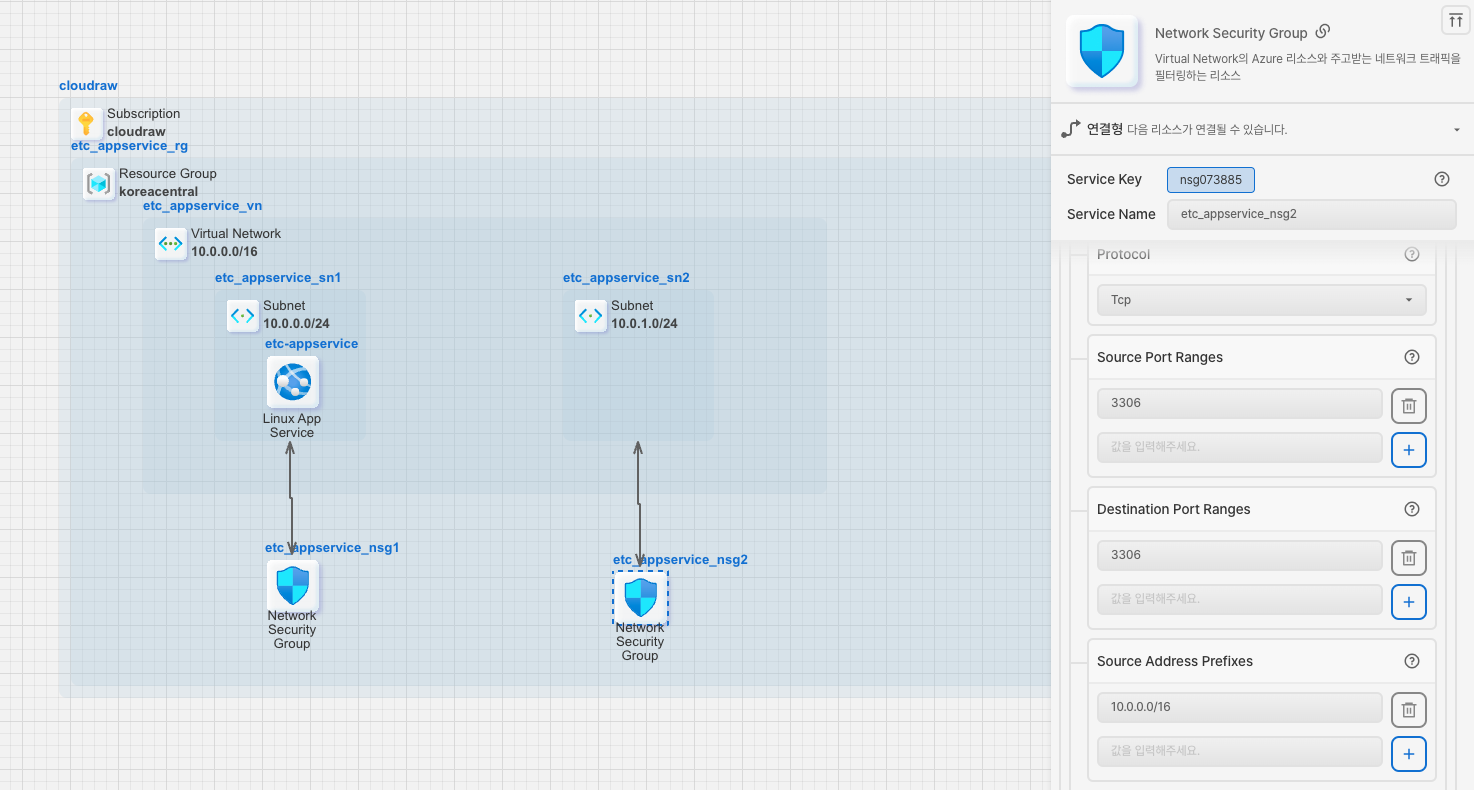 cloudraw
Subscription
cloudraw
etc_appservice_rg
Resource Group
koreacentral
etc_appservice_vn
Virtual Network
10.0.0.0/16
etc_appservice_sn1
Subnet
10.0.0.0/24
etc-appservice
Linux App
Service
etc_appservice_sn2
Subnet
10.0.1.0/24
etc_appservice_nsg1
Network
Security
Group
etc_appservice_nsg2
Network
Security
Group
Network Security Group
Virtual Network의 Azure 리소스와 주고받는 네트워크 트래픽을
필터링하는 리소스
연결형 다음 리소스가 연결될 수 있습니다.
Service Key nsg073885
Service Name etc_appservice_nsg2
Protocol
Tcp
Source Port Ranges
3306
값을 입력해주세요.
Destination Port Ranges
3306
값을 입력해주세요.
Source Address Prefixes
10.0.0.0/16
값을 입력해주세요.